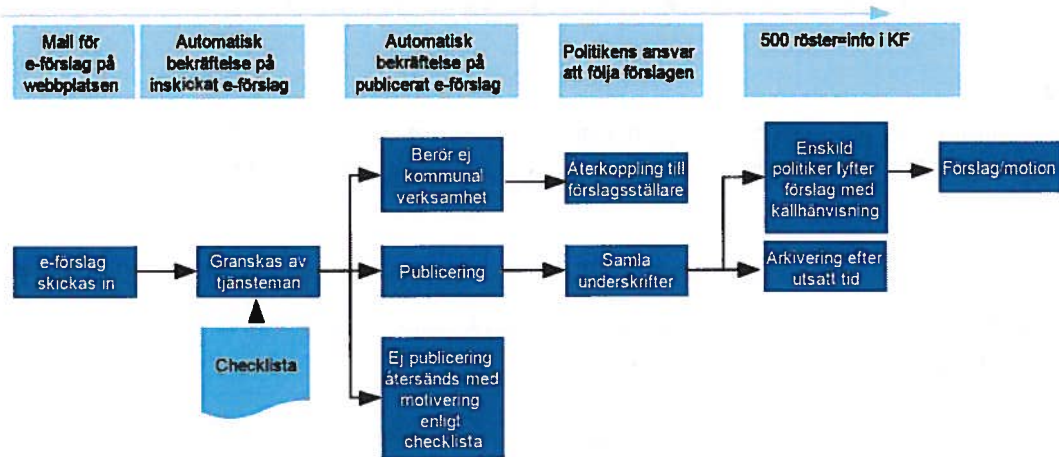 Mall för
e-förslag på
webbplatsen
Automatisk
bekräftelse på
inskickat e-förslag
Automatisk
bekräftelse på
publicerat e-förslag
Politikens ansvar
att följa förslagen
500 röster=info i KF
Berör ej
kommunal
verksamhet
Återkoppling till
förslagsställare
Enskild
politiker lyfter
förslag med
källhänvisning
Förslag/motion
e-förslag
skickas in
Granskas av
tjänsteman
Publicering
Samla
underskrifter
Arkivering efter
utsatt tid
Checklista
Ej publicering
återsänds med
motivering
enligt
checklista